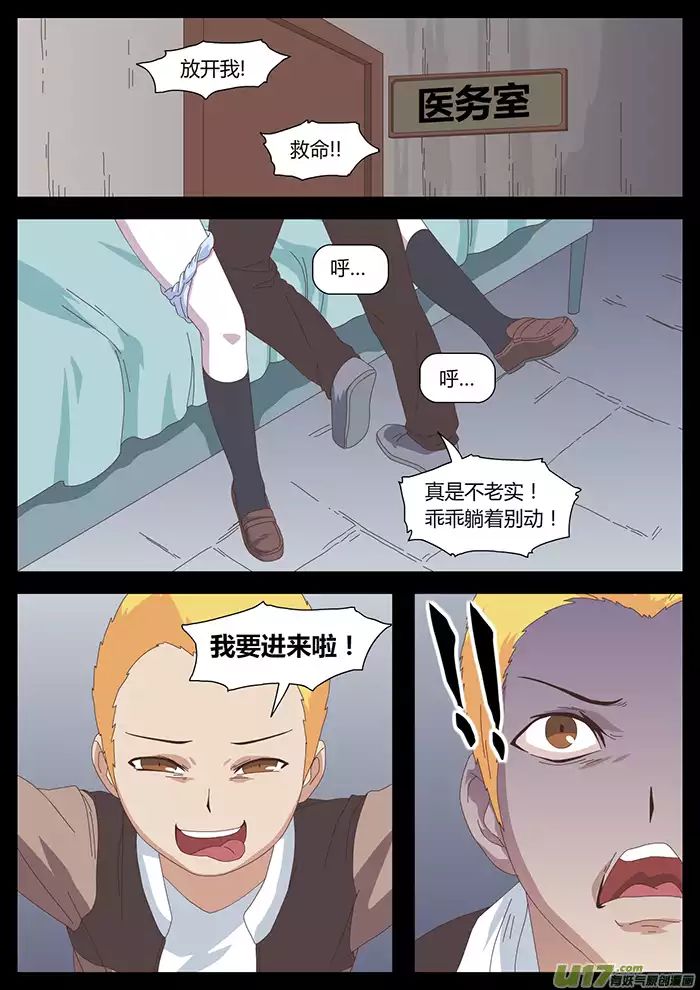 放开我!
医务室
救命!!
呼...
呼...
真是不老实！
乖乖躺着别动！
我要进来啦！
!!
U17.com
有妖气原创漫画